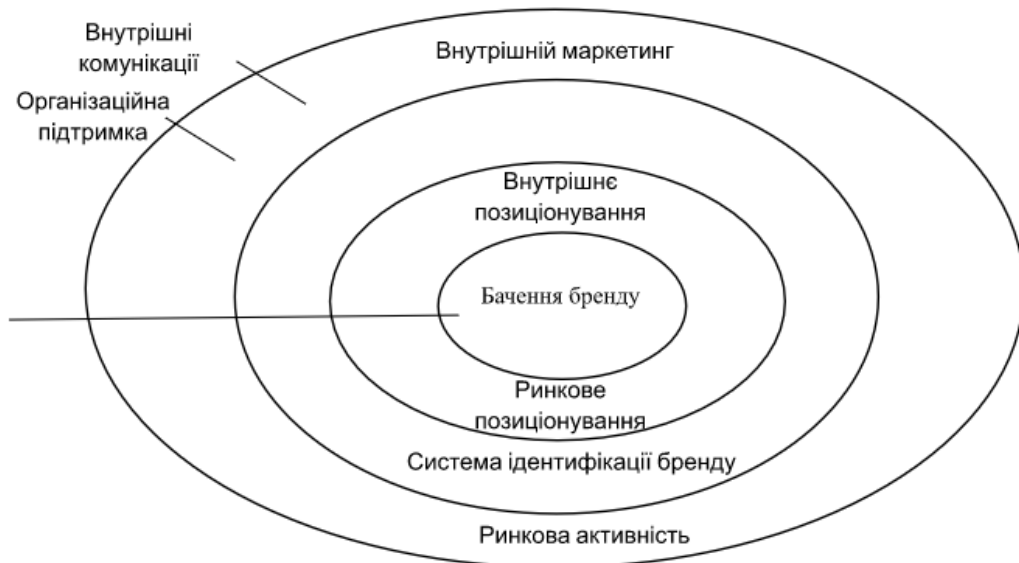 Внутрішні
комунікації
Організаційна
підтримка
Внутрішній маркетинг
Внутрішнє
позиціонування
Бачення бренду
Ринкове
позиціонування
Система ідентифікації бренду
Ринкова активність